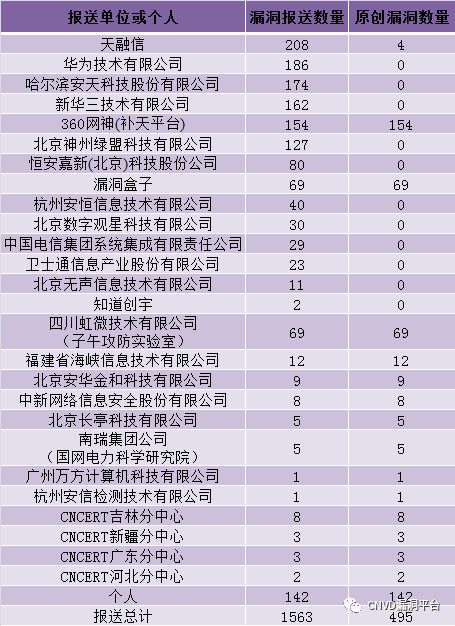 报送单位或个人 漏洞报送数量 原创漏洞数量
天融信 208 4
华为技术有限公司 186 0
哈尔滨安天科技股份有限公司 174 0
新华三技术有限公司 162 0
360网神(补天平台) 154 154
北京神州绿盟科技有限公司 127 0
恒安嘉新(北京)科技股份公司 80 0
漏洞盒子 69 69
杭州安恒信息技术有限公司 40 0
北京数字观星科技有限公司 30 0
中国电信集团系统集成有限责任公司 29 0
卫士通信息产业股份有限公司 23 0
北京无声信息技术有限公司 11 0
知道创宇 2 0
四川虹微技术有限公司
（子午攻防实验室） 69 69
福建省海峡信息技术有限公司 12 12
北京安华金和科技有限公司 9 9
中新网络信息安全股份有限公司 8 8
北京长亭科技有限公司 5 5
南瑞集团公司
（国网电力科学研究院） 5 5
广州万方计算机科技有限公司 1 1
杭州安信检测技术有限公司 1 1
CNCERT吉林分中心 8 8
CNCERT新疆分中心 3 3
CNCERT广东分中心 3 3
CNCERT河北分中心 2 2
个人 142 142
报送总计 1563 495
CNVD漏洞平台